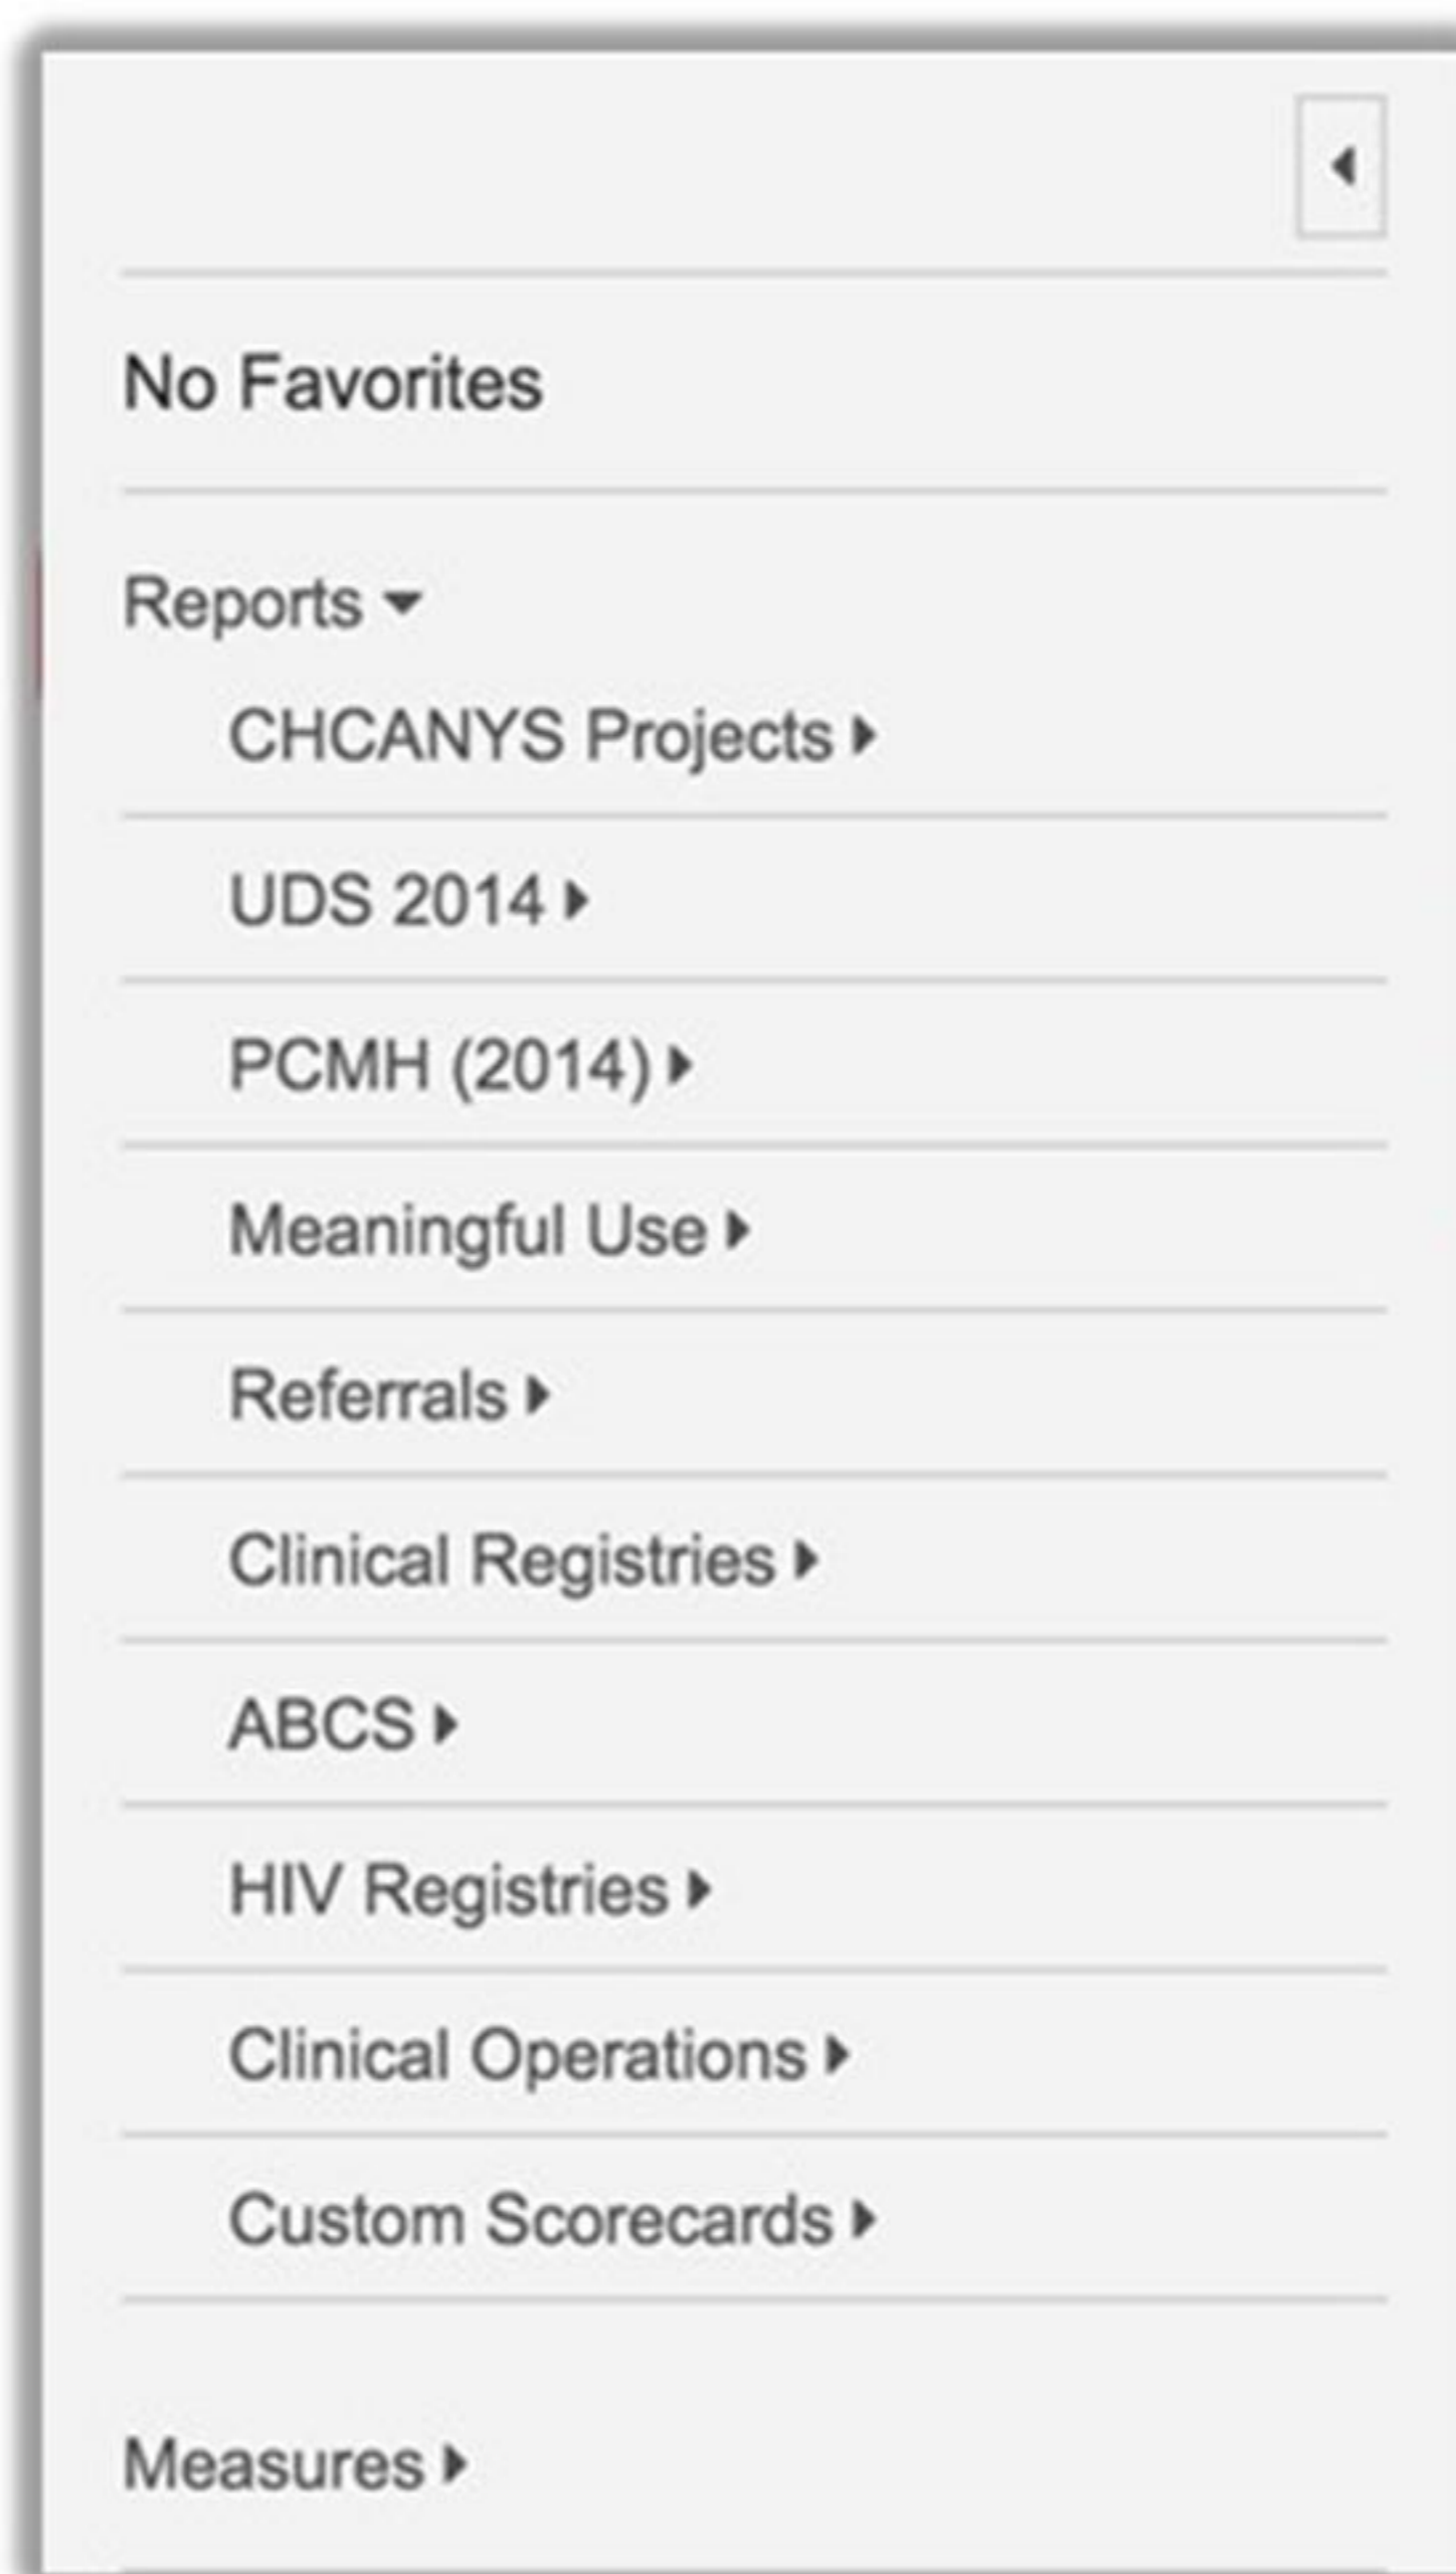 No Favorites
Reports
CHCANYS Projects
UDS 2014
PCMH (2014)
Meaningful Use
Referrals
Clinical Registries
ABCS
HIV Registries
Clinical Operations
Custom Scorecards
Measures